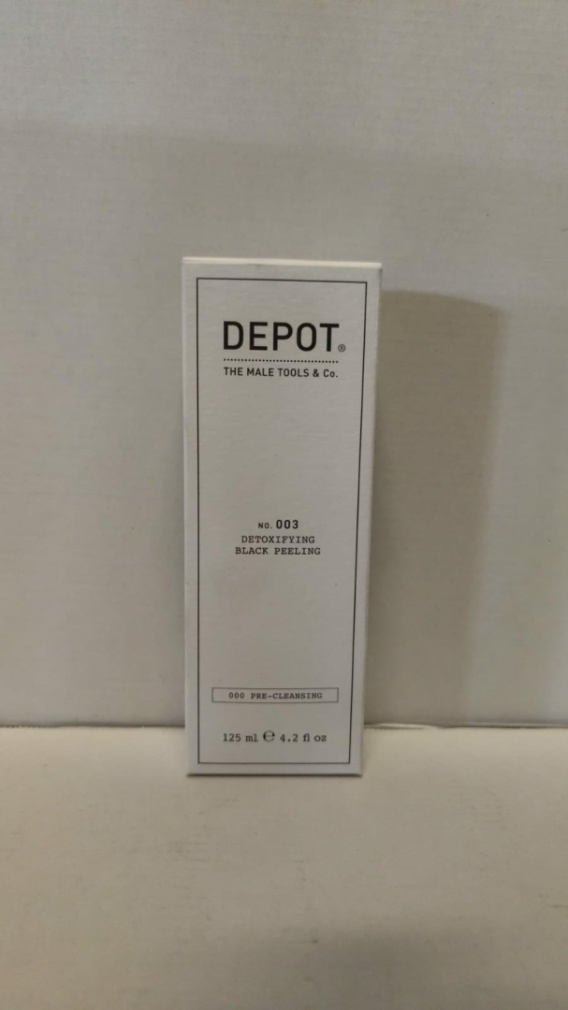 DEPOT®
THE MALE TOOLS & Co.
NO. 003
DETOXIFYING
BLACK PEELING
000 PRE-CLEANSING
125 ml ℮ 4.2 fl oz